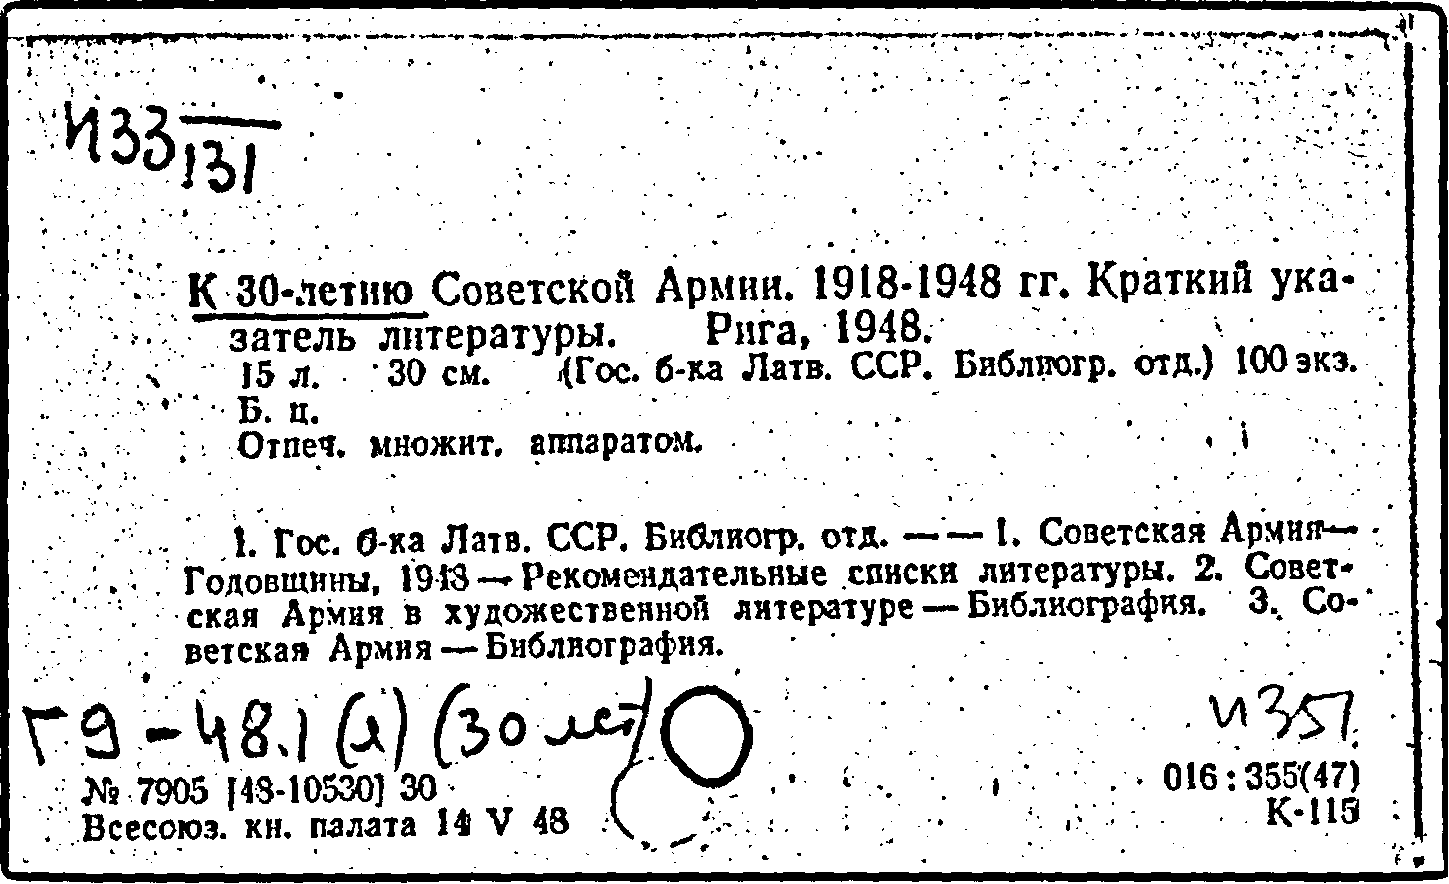 И33
131
К 30-летию Советской Армии. 1918-1948 гг. Краткий ука-
затель литературы. Рига, 1948.
15 л. 30 см. (Гос. б-ка Латв. ССР. Библиогр. отд.) 100 экз.
Б. ц.
Отпеч. множит. аппаратом.
1. Гос. б-ка Латв. ССР. Библиогр. отд. — — 1. Советская Армия—
Годовщины, 1948 — Рекомендательные списки литературы. 2. Совет-
ская Армия в художественной литературе — Библиография. 3. Со-
ветская Армия — Библиография.
Г9-48.1 (30 лет)
И351
№ 7905 [48-10530] 30
016:355(47)
Всесоюз. кн. палата 14 V 48
К-115